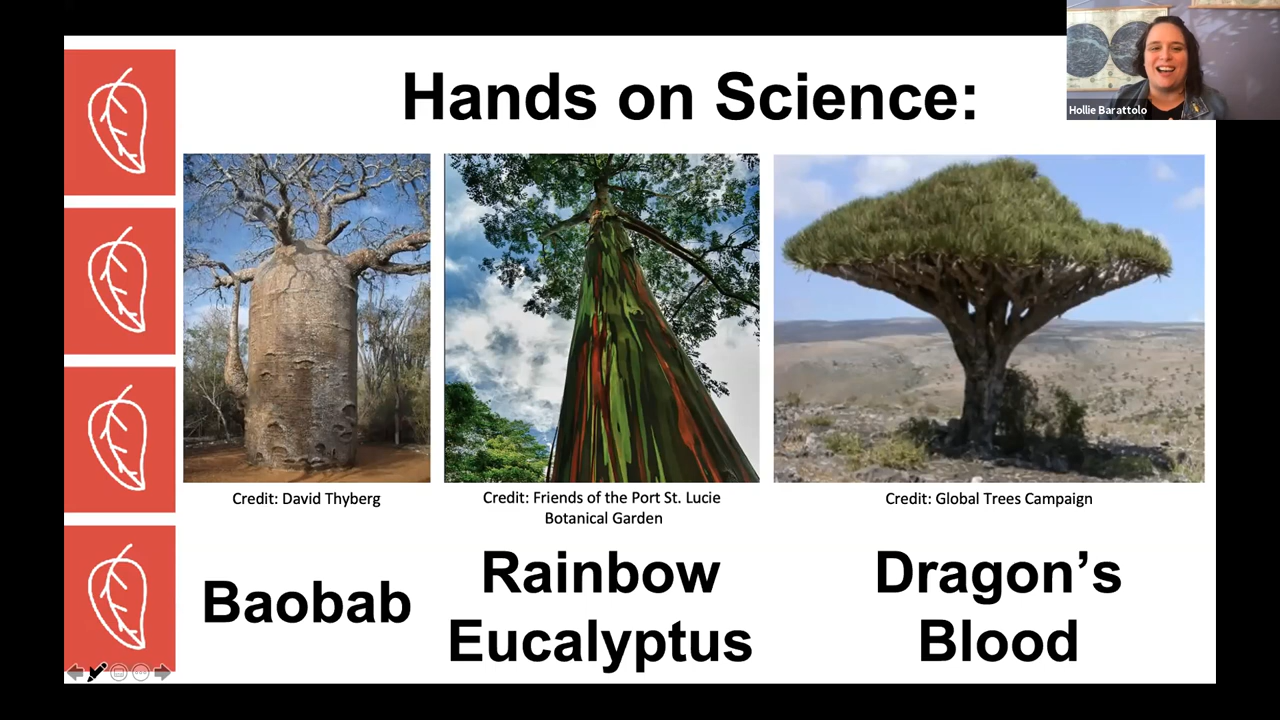 Hands on Science:
Hollie Barattolo
Credit: David Thyberg
Credit: Friends of the Port St. Lucie
Botanical Garden
Credit: Global Trees Campaign
Baobab
Rainbow
Eucalyptus
Dragon’s
Blood